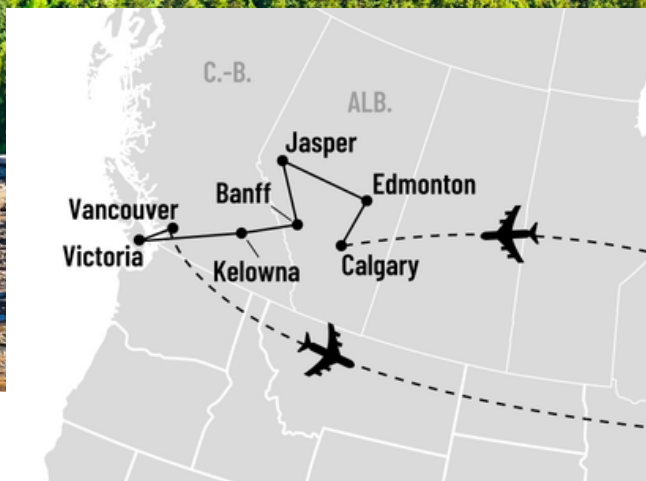 C.-B.
ALB.
Jasper
Banff
Edmonton
Vancouver
Victoria
Kelowna
Calgary